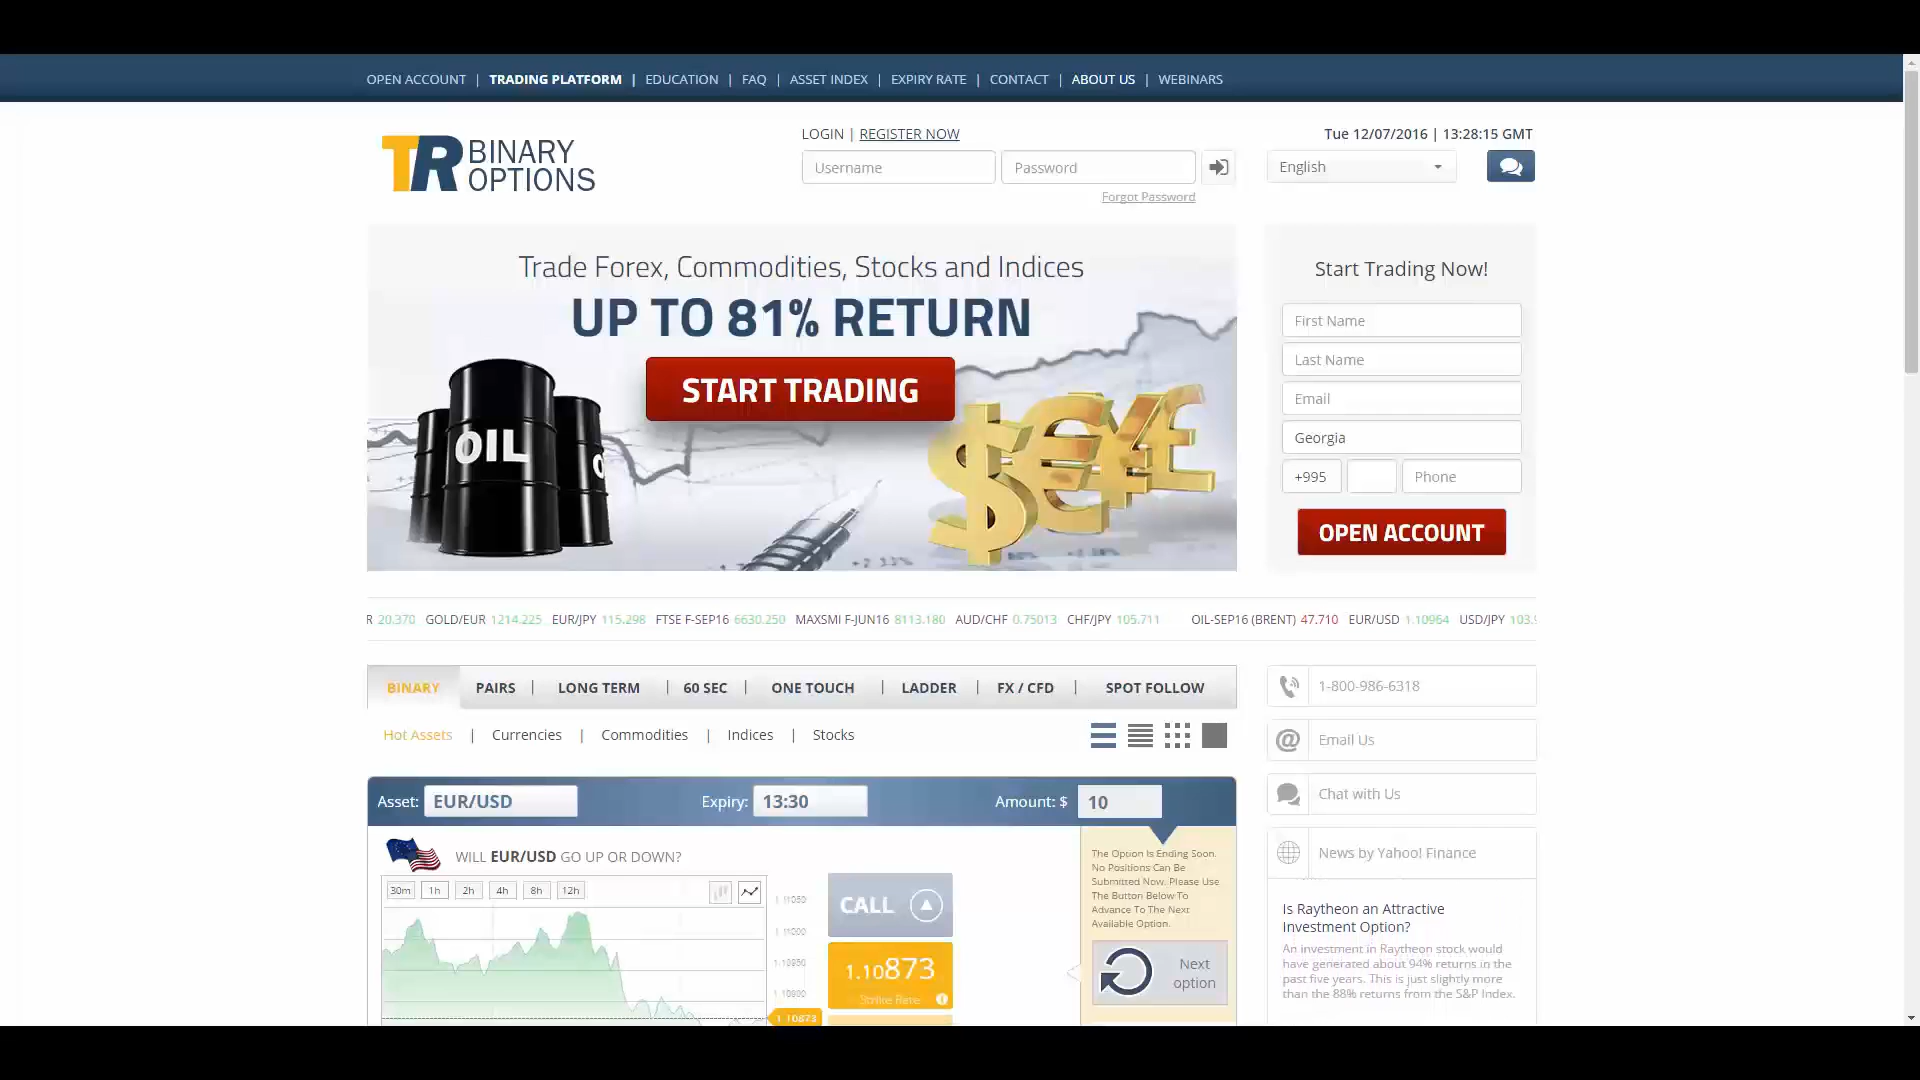 OPEN ACCOUNT | TRADING PLATFORM | EDUCATION | FAQ | ASSET INDEX | EXPIRY RATE | CONTACT | ABOUT US | WEBINARS
TR BINARY OPTIONS
LOGIN | REGISTER NOW
Tue 12/07/2016 | 13:28:15 GMT
Username
Password
English
Forgot Password
Trade Forex, Commodities, Stocks and Indices
UP TO 81% RETURN
START TRADING
OIL
Start Trading Now!
First Name
Last Name
Email
Georgia
+995
Phone
OPEN ACCOUNT
R 20.370 GOLD/EUR 1214.225 EUR/JPY 115.298 FTSE F-SEP16 6630.250 MAXSMI F-JUN16 8113.180 AUD/CHF 0.75013 CHF/JPY 105.711 OIL-SEP16 (BRENT) 47.710 EUR/USD 1.10964 USD/JPY 103.
BINARY PAIRS | LONG TERM | 60 SEC | ONE TOUCH | LADDER | FX / CFD | SPOT FOLLOW
Hot Assets | Currencies | Commodities | Indices | Stocks
Asset: EUR/USD Expiry: 13:30 Amount: $ 10
WILL EUR/USD GO UP OR DOWN?
30m 1h 2h 4h 8h 12h
1.11050
1.11000
1.10950
1.10900
1.10873
CALL
1.10873
Strike Rate
The Option Is Ending Soon.
No Positions Can Be
Submitted Now. Please Use
The Button Below To
Advance To The Next
Available Option.
Next
option
1-800-986-6318
Email Us
Chat with Us
News by Yahoo! Finance
Is Raytheon an Attractive
Investment Option?
An investment in Raytheon stock would
have generated about 94% returns in the
past five years. This is just slightly more
than the 88% returns from the S&P Index.